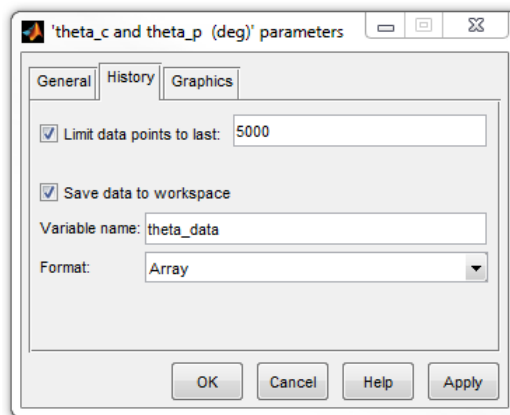 'theta_c and theta_p (deg)' parameters
General History Graphics
Limit data points to last: 5000
Save data to workspace
Variable name: theta_data
Format: Array
OK Cancel Help Apply